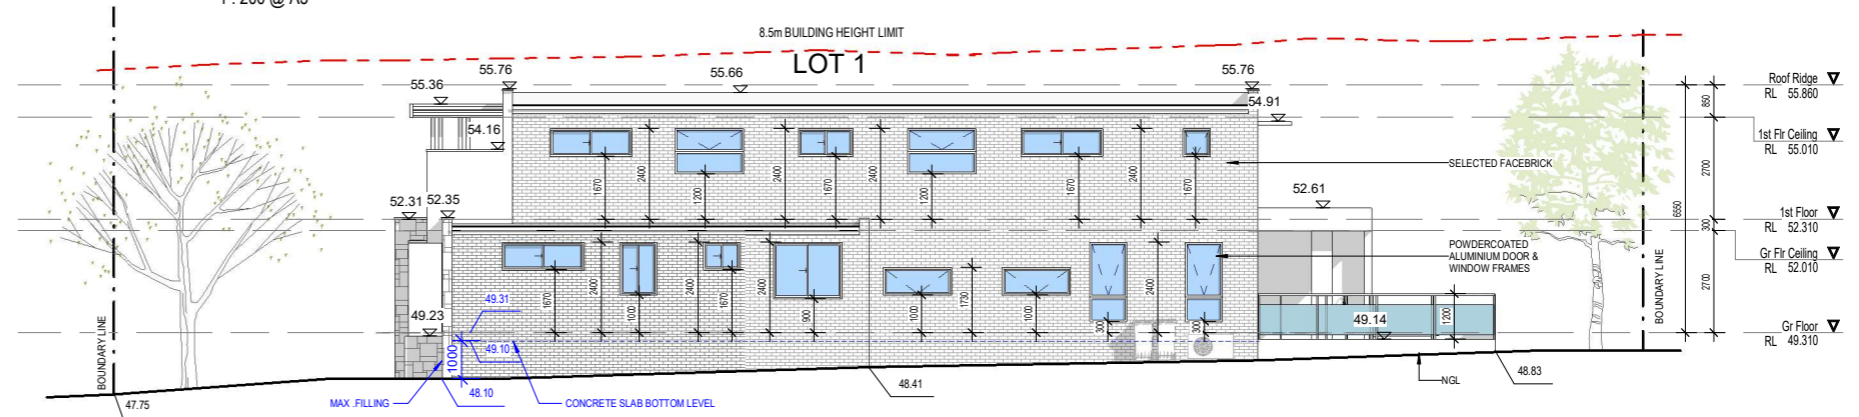 1 : 200 @ A3
8.5m BUILDING HEIGHT LIMIT
LOT 1
55.76
55.66
55.76
55.36
54.91
54.16
Roof Ridge
RL 55.860
1st Flr Ceiling
RL 55.010
1st Floor
RL 52.310
Gr Flr Ceiling
RL 52.010
Gr Floor
RL 49.310
850
2700
300
2700
6550
SELECTED FACEBRICK
1670
2400
1200
1670
2400
1200
1670
2400
1670
52.31
52.35
52.61
POWDERCOATED
ALUMINIUM DOOR &
WINDOW FRAMES
1670
2400
1000
1670
2400
900
1000
1730
1000
300
2400
300
49.31
49.23
49.10
1000
49.14
1200
BOUNDARY LINE
BOUNDARY LINE
47.75
MAX .FILLING
48.10
CONCRETE SLAB BOTTOM LEVEL
48.41
NGL
48.83